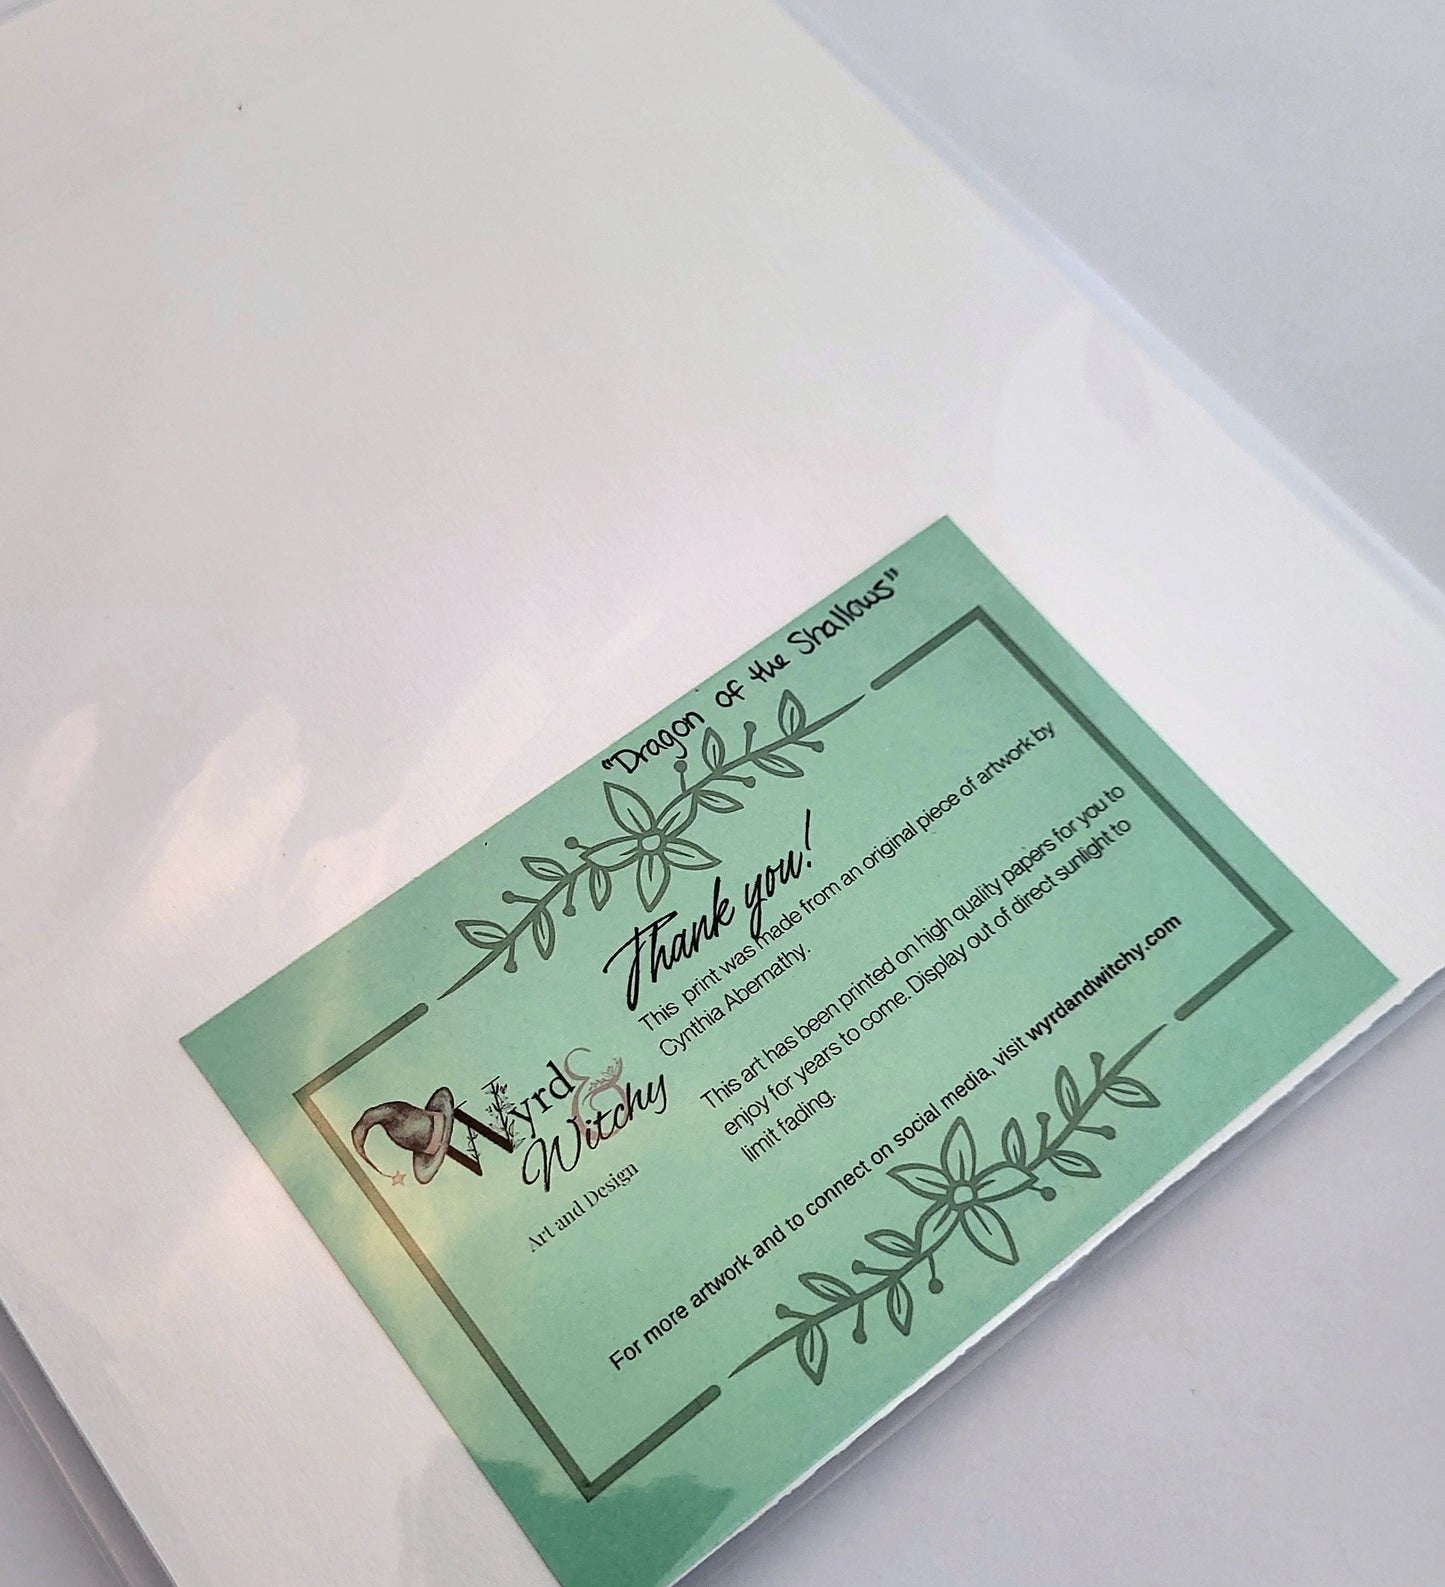 "Dragon of the Shallows"
Thank you!
This print was made from an original piece of artwork by
Cynthia Abernathy.
Wyrd &
Witchy
Art and Design
This art has been printed on high quality papers for you to
enjoy for years to come. Display out of direct sunlight to
limit fading.
For more artwork and to connect on social media, visit wyrdandwitchy.com